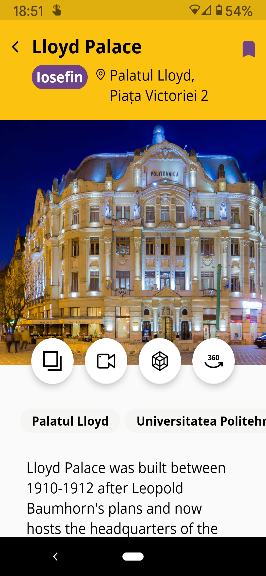 18:51 54%
Lloyd Palace
Iosefin Palatul Lloyd,
Piața Victoriei 2
POLITEHNICA
360
Palatul Lloyd Universitatea Politehn
Lloyd Palace was built between
1910-1912 after Leopold
Baumhorn's plans and now
hosts the headquarters of the